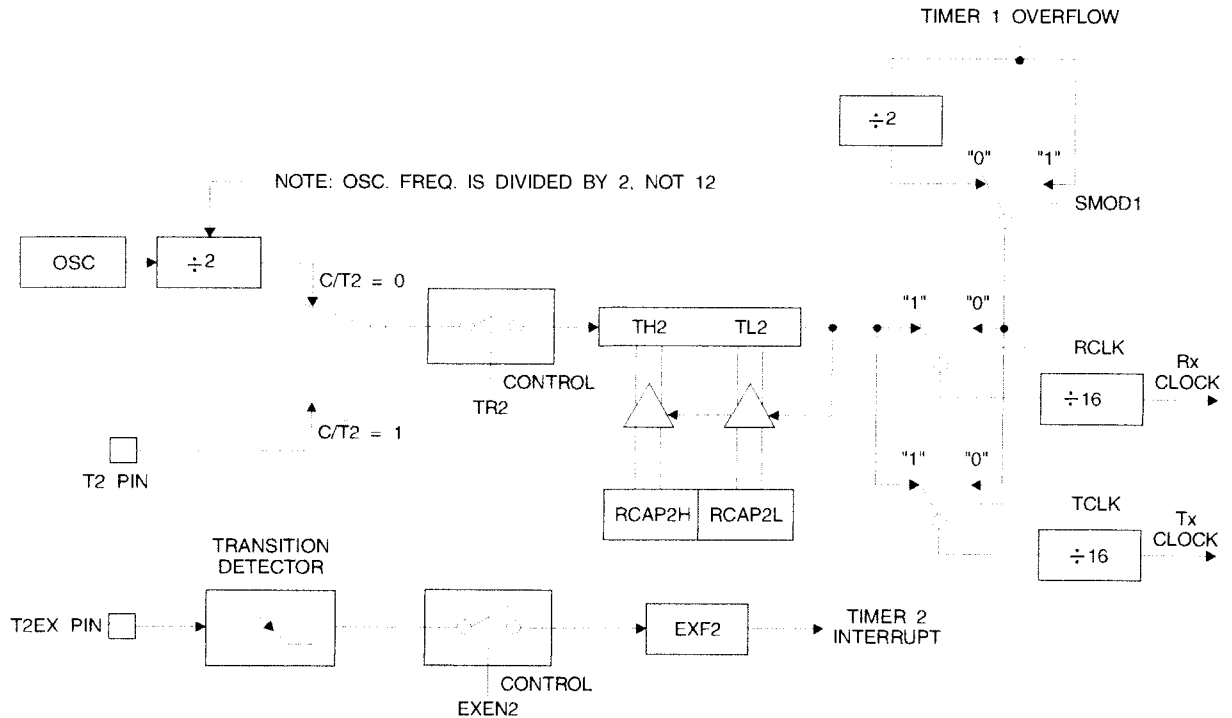 TIMER 1 OVERFLOW
÷2
"0" "1"
NOTE: OSC. FREQ. IS DIVIDED BY 2, NOT 12
SMOD1
OSC
÷2
C/T2 = 0
TH2 TL2
"1" "0"
RCLK
Rx
CLOCK
÷16
CONTROL
TR2
C/T2 = 1
T2 PIN
"1" "0"
RCAP2H RCAP2L
TCLK
Tx
CLOCK
÷16
TRANSITION
DETECTOR
T2EX PIN
EXF2
TIMER 2
INTERRUPT
CONTROL
EXEN2